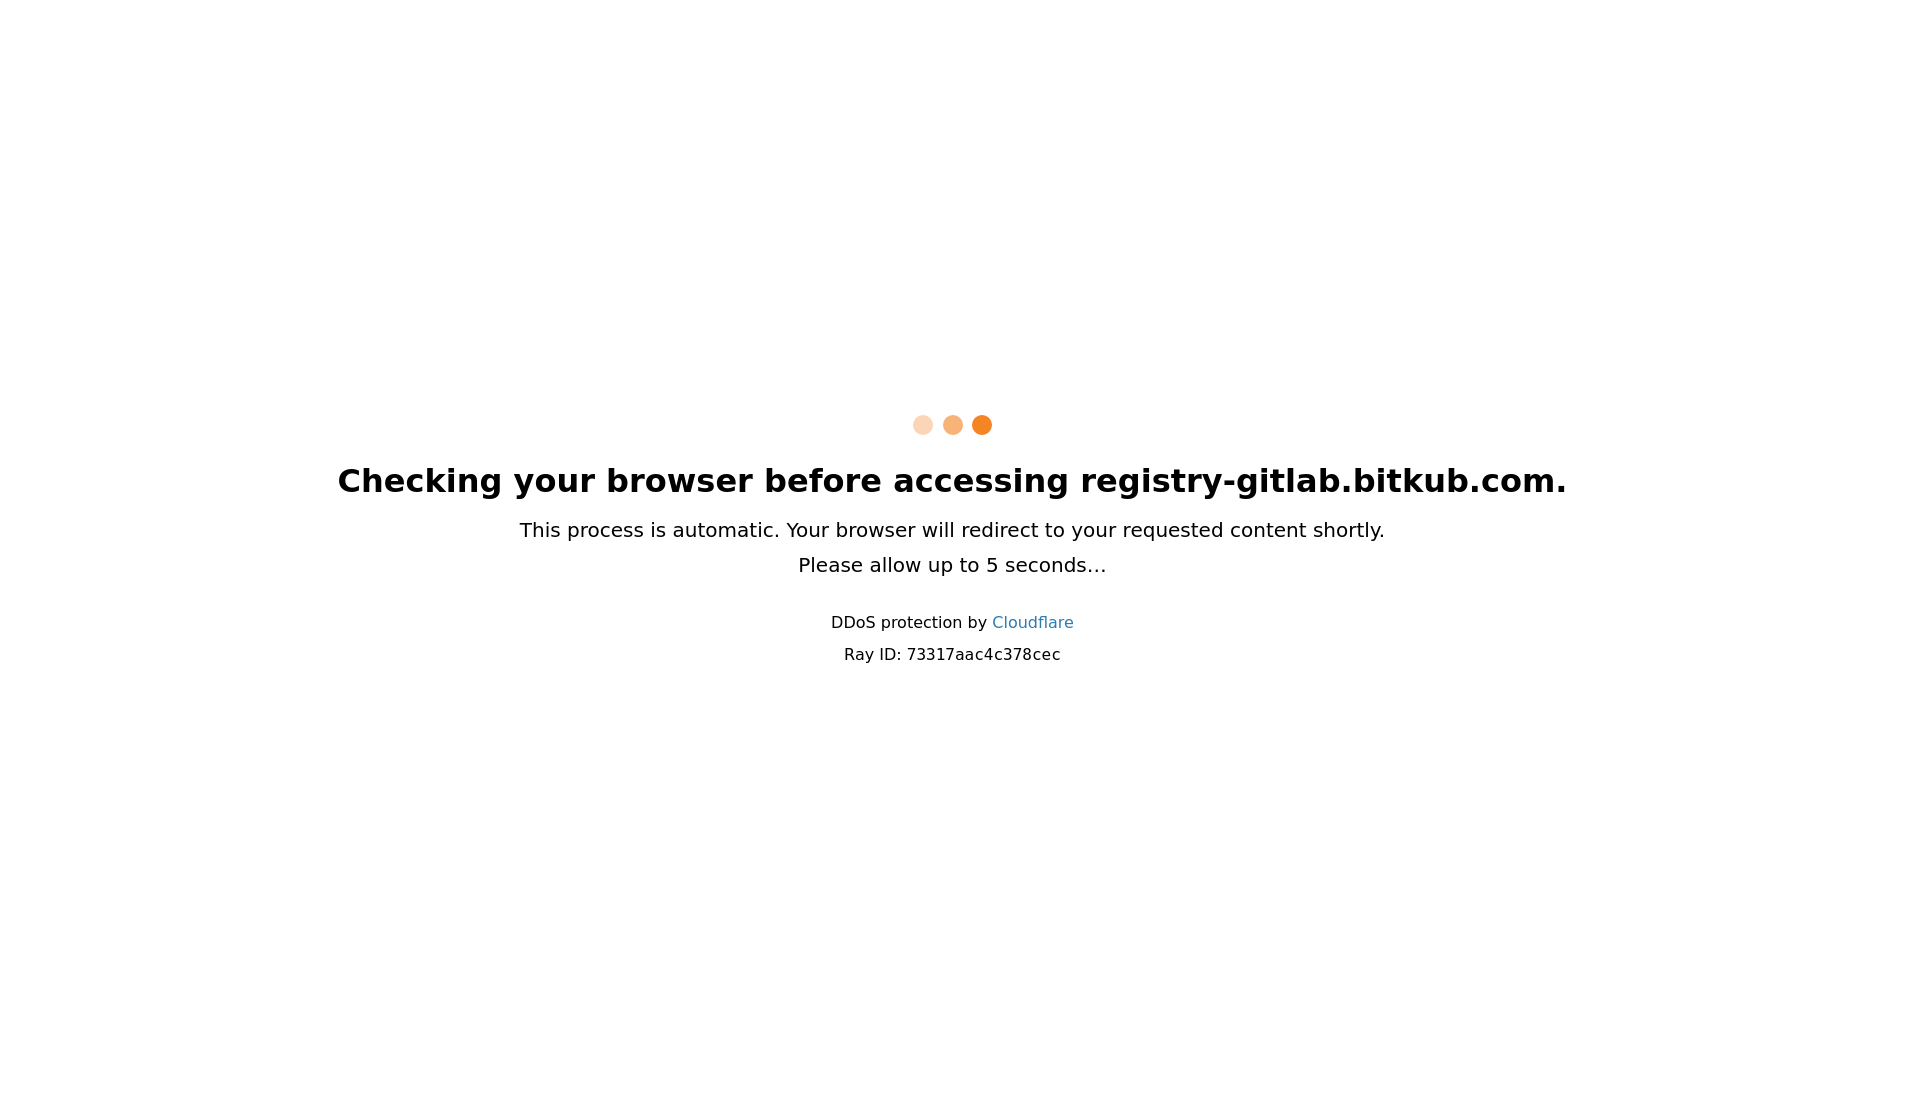 Checking your browser before accessing registry-gitlab.bitkub.com.
This process is automatic. Your browser will redirect to your requested content shortly.
Please allow up to 5 seconds…
DDoS protection by Cloudflare
Ray ID: 73317aac4c378cec